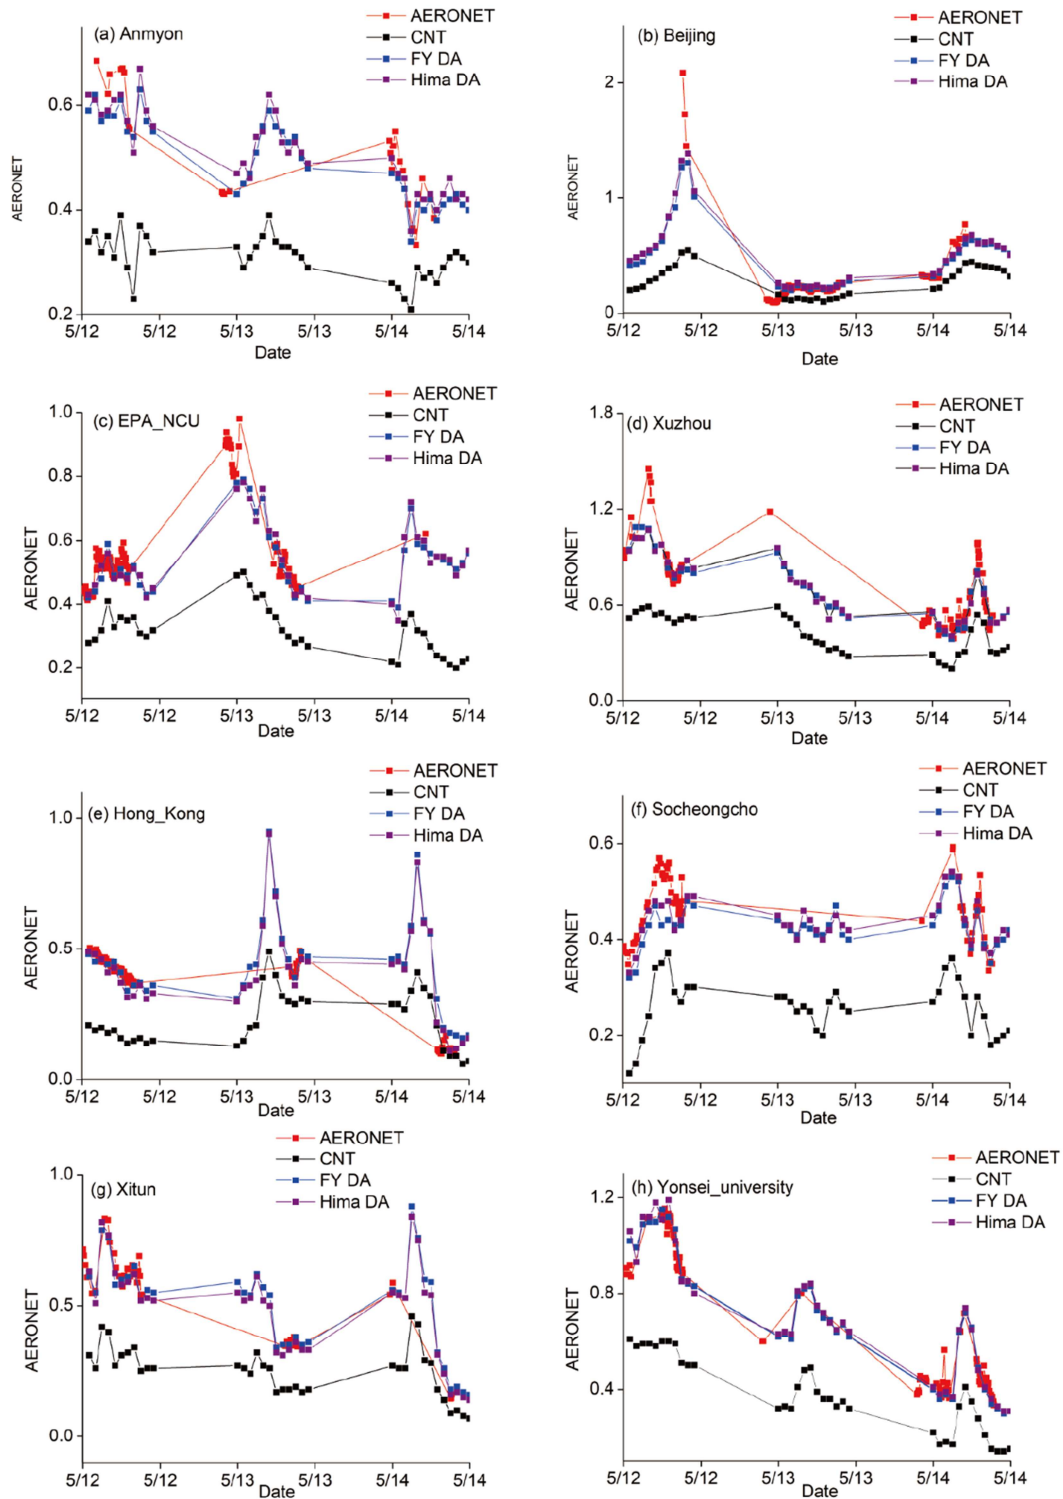 (a) Anmyon
AERONET
CNT
FY DA
Hima DA
AERONET
0.6
0.4
0.2
5/12 5/12 5/13 5/13 5/14 5/14
Date
(b) Beijing
AERONET
CNT
FY DA
Hima DA
AERONET
2
1
0
5/12 5/12 5/13 5/13 5/14 5/14
Date
(c) EPA_NCU
AERONET
CNT
FY DA
Hima DA
AERONET
1.0
0.8
0.6
0.4
0.2
5/12 5/12 5/13 5/13 5/14 5/14
Date
(d) Xuzhou
AERONET
CNT
FY DA
Hima DA
AERONET
1.8
1.2
0.6
0.0
5/12 5/12 5/13 5/13 5/14 5/14
Date
(e) Hong_Kong
AERONET
CNT
FY DA
Hima DA
AERONET
1.0
0.5
0.0
5/12 5/12 5/13 5/13 5/14 5/14
Date
(f) Socheongcho
AERONET
CNT
FY DA
Hima DA
AERONET
0.6
0.4
0.2
5/12 5/12 5/13 5/13 5/14 5/14
Date
(g) Xitun
AERONET
CNT
FY DA
Hima DA
AERONET
1.0
0.5
0.0
5/12 5/12 5/13 5/13 5/14 5/14
Date
(h) Yonsei_university
AERONET
CNT
FY DA
Hima DA
AERONET
1.2
0.8
0.4
5/12 5/12 5/13 5/13 5/14 5/14
Date